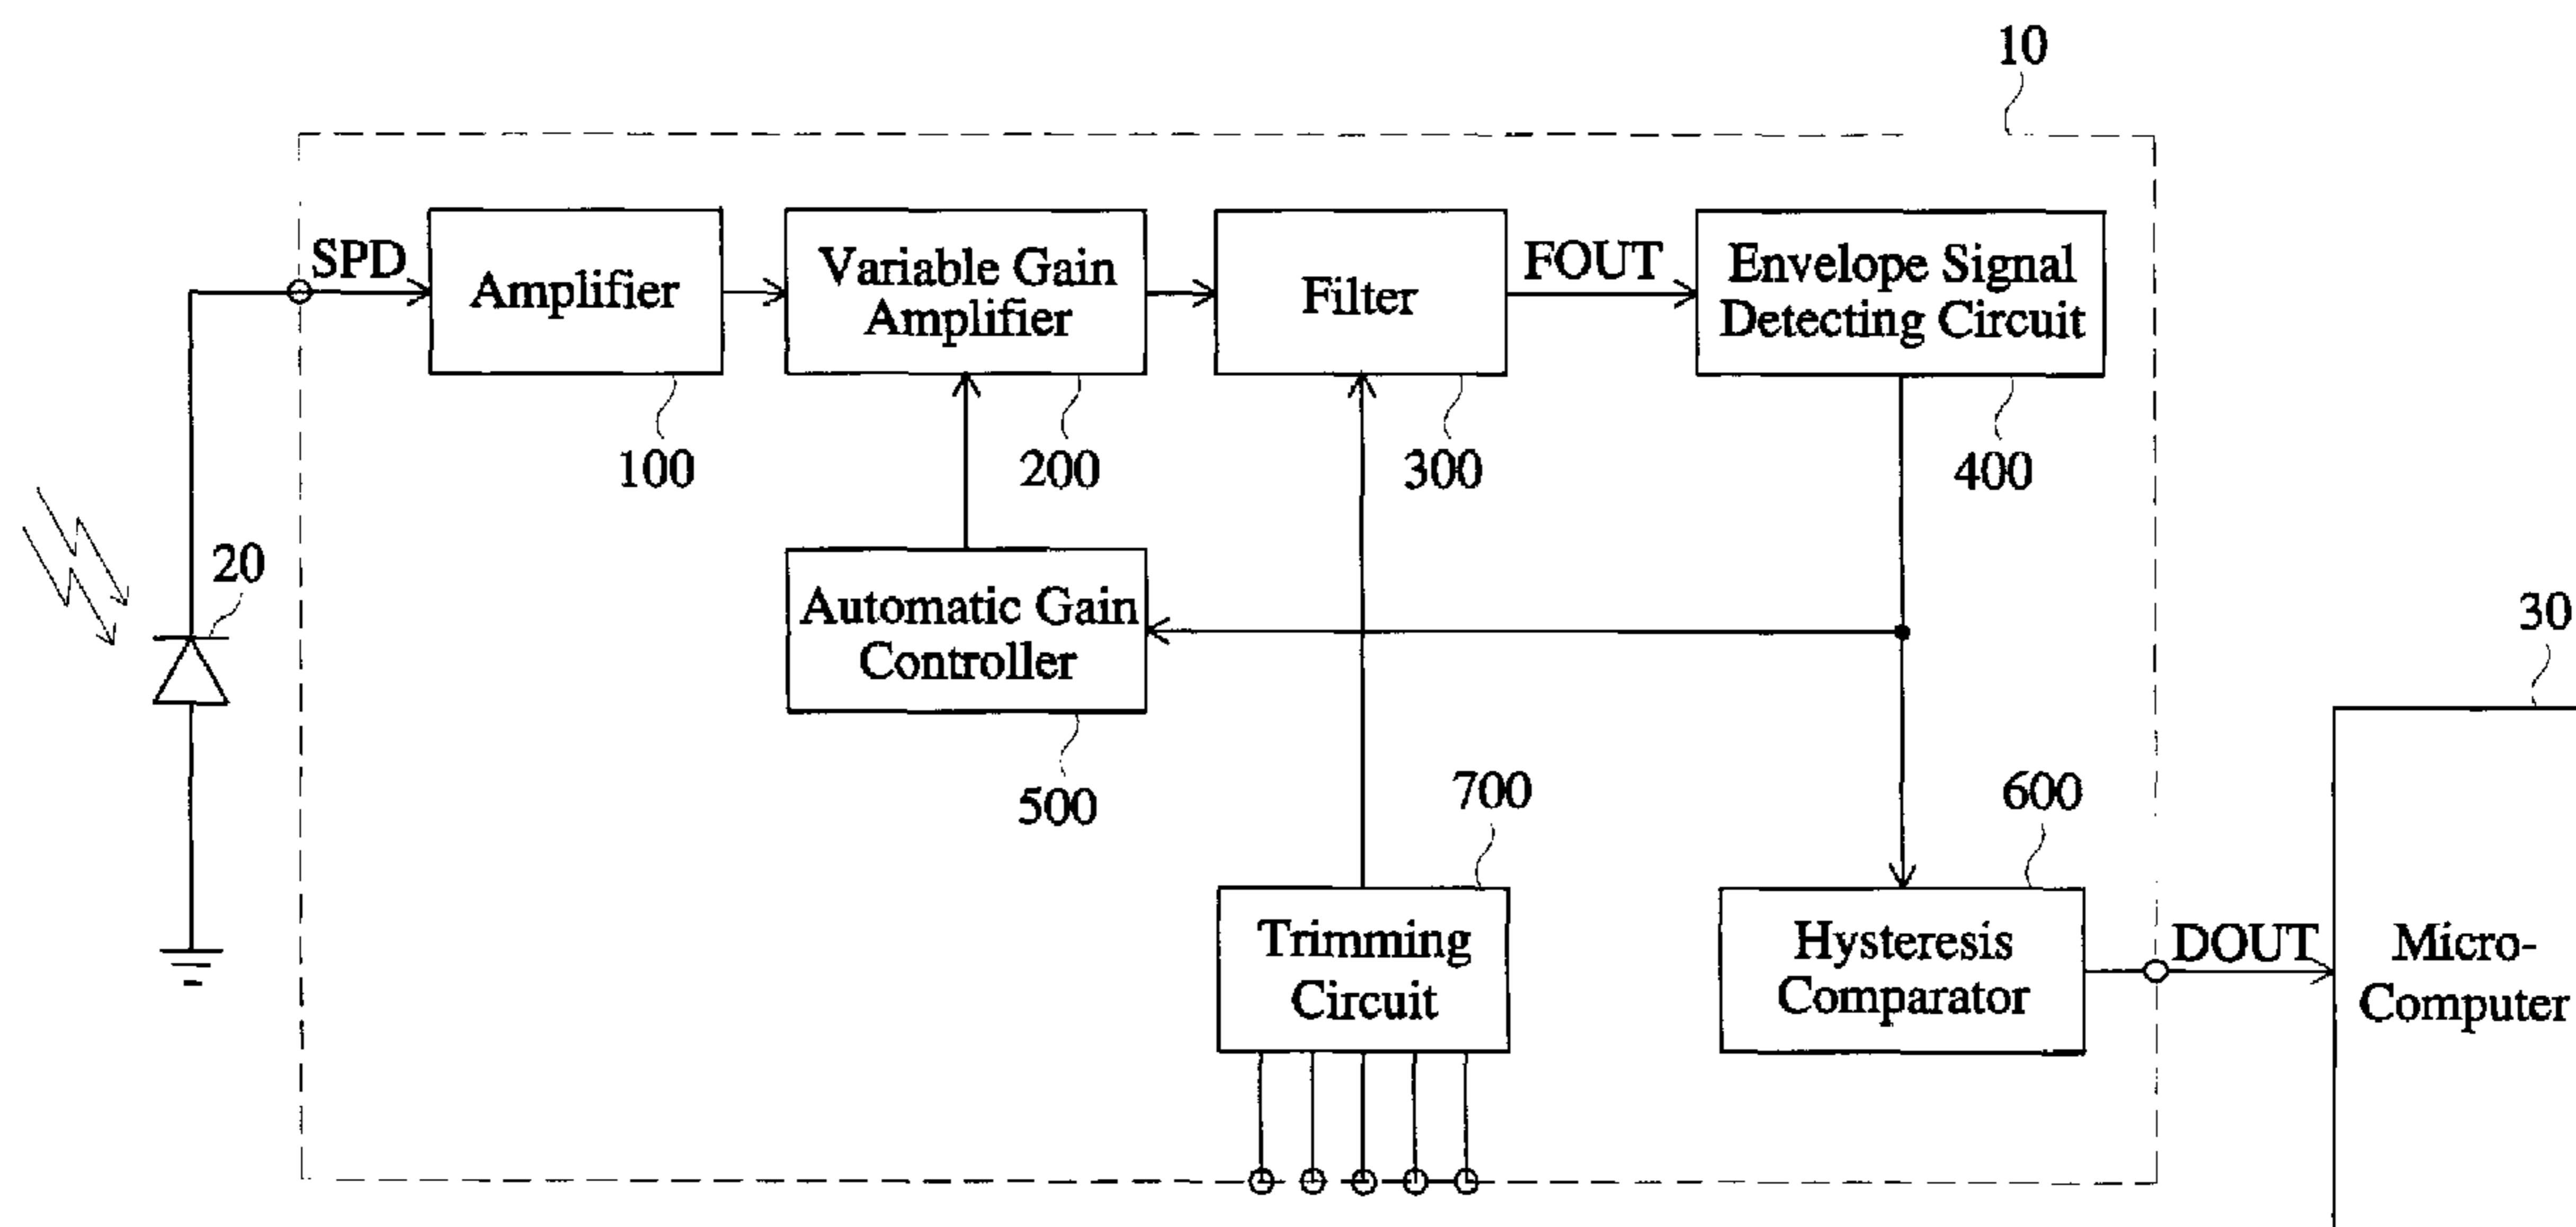 10
SPD
Amplifier
Variable Gain
Amplifier
Filter
FOUT
Envelope Signal
Detecting Circuit
100
200
300
400
20
Automatic Gain
Controller
500
30
700
600
Trimming
Circuit
Hysteresis
Comparator
DOUT
Micro-
Computer